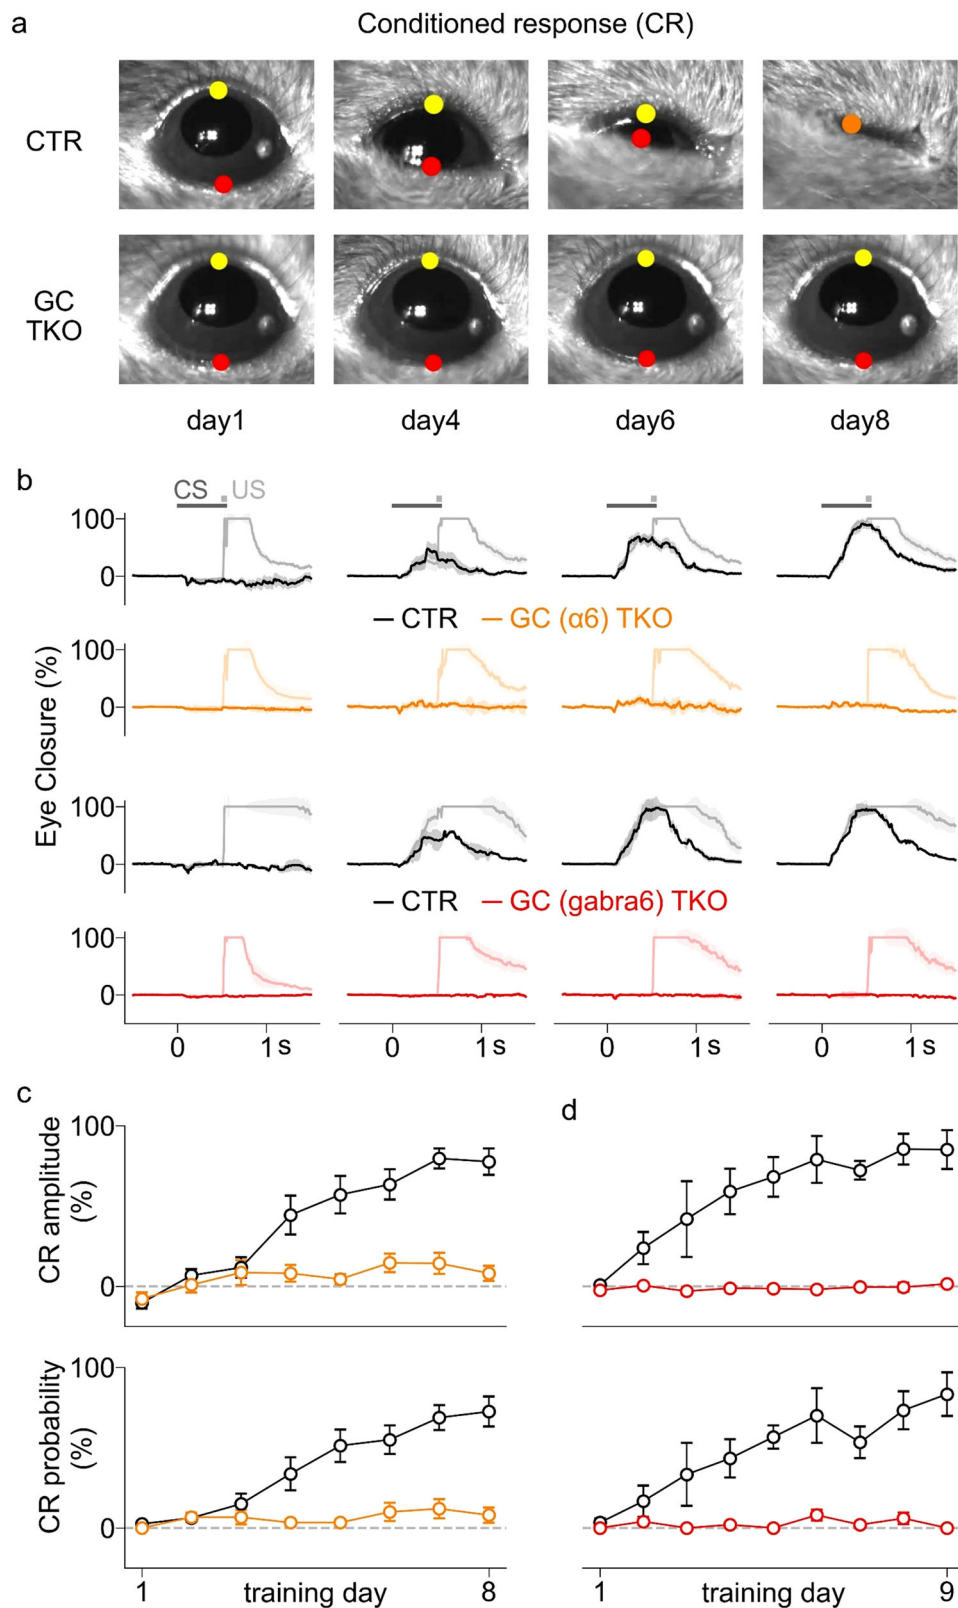 a
Conditioned response (CR)
CTR
GC
TKO
day1 day4 day6 day8
b
CS US
100
0
CTR GC (α6) TKO
100
0
Eye Closure (%)
100
0
CTR GC (gabra6) TKO
100
0
0 1 s 0 1 s 0 1 s 0 1 s
c
d
100
CR amplitude
(%)
0
100
CR probability
(%)
0
1 training day 8
1 training day 9